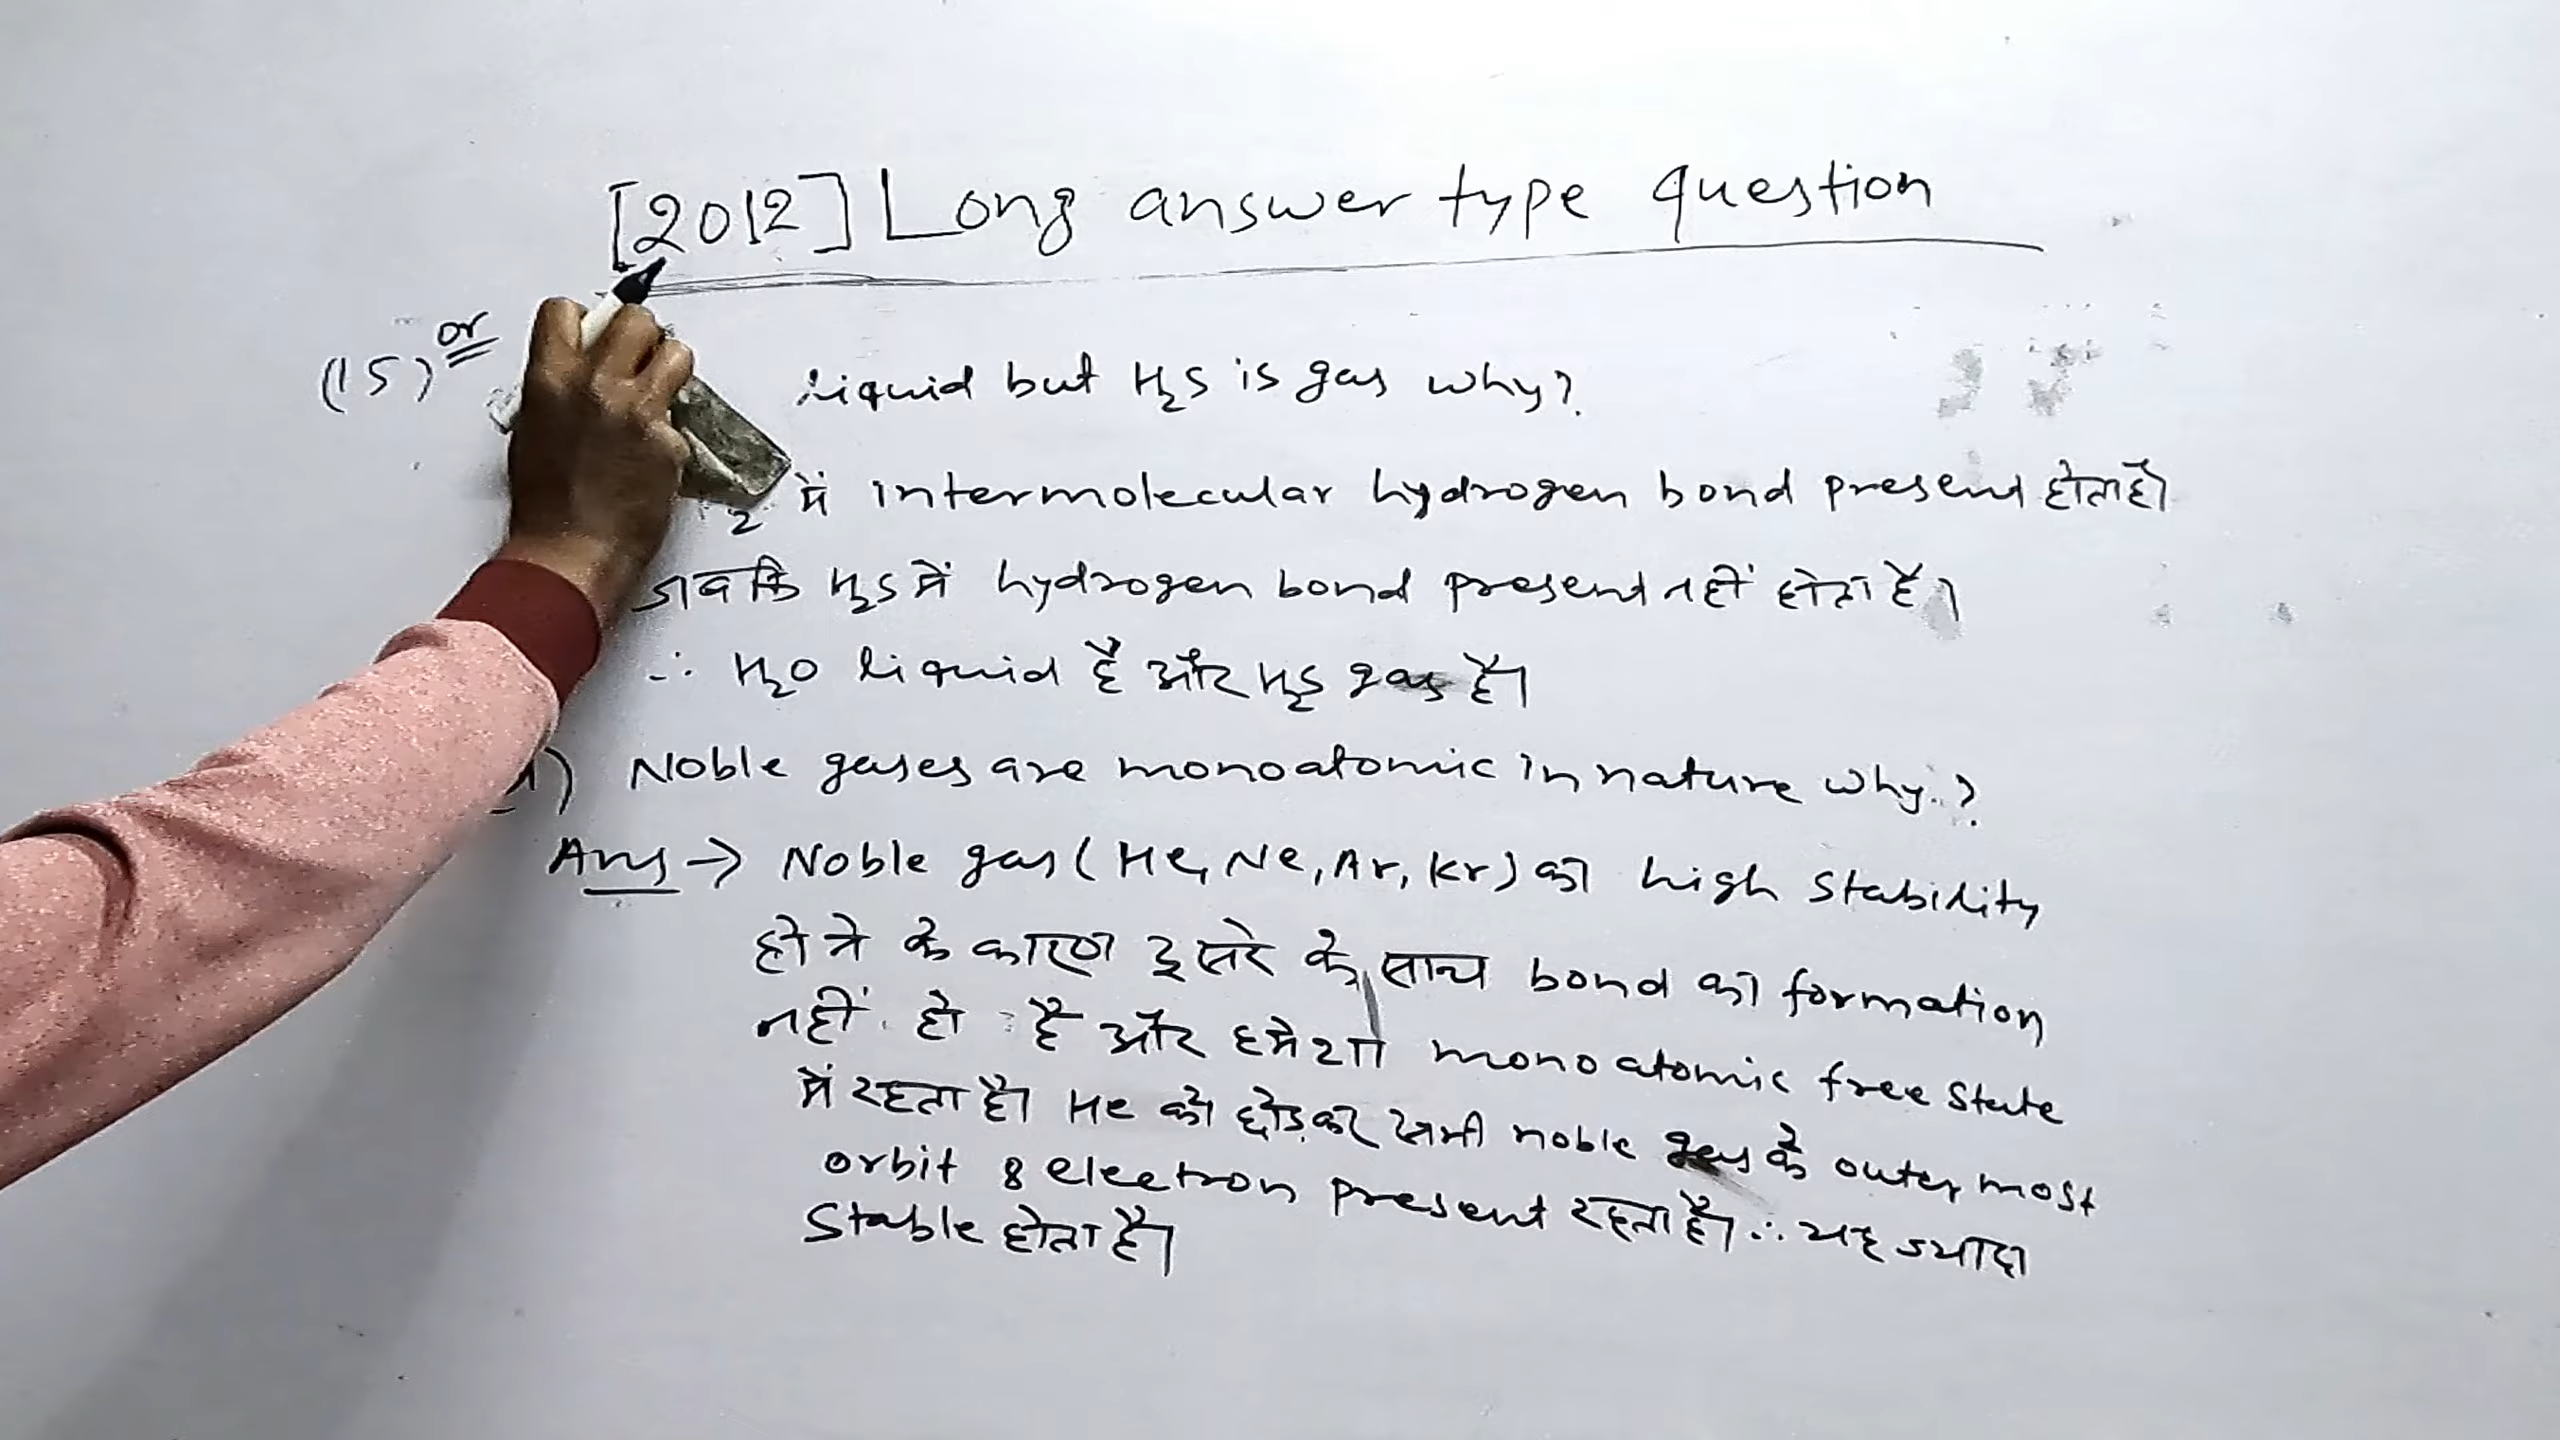 [2012] Long answer type question
(15) or
liquid but H₂S is gas why?
2 में intermolecular hydrogen bond present होता है।
जबकि H₂S में hydrogen bond present नहीं होता है।
∴ H₂O liquid है और H₂S gas है।
) Noble gases are monoatomic in nature why?
Ans → Noble gas (He, Ne, Ar, Kr) का high stability
होने के कारण दूसरे के साथ bond का formation
नहीं हो है और हमेशा monoatomic free state
में रहता है। He को छोड़कर सभी noble gas के outer most
orbit 8 electron present रहता है। ∴ यह ज्यादा
stable होता है।